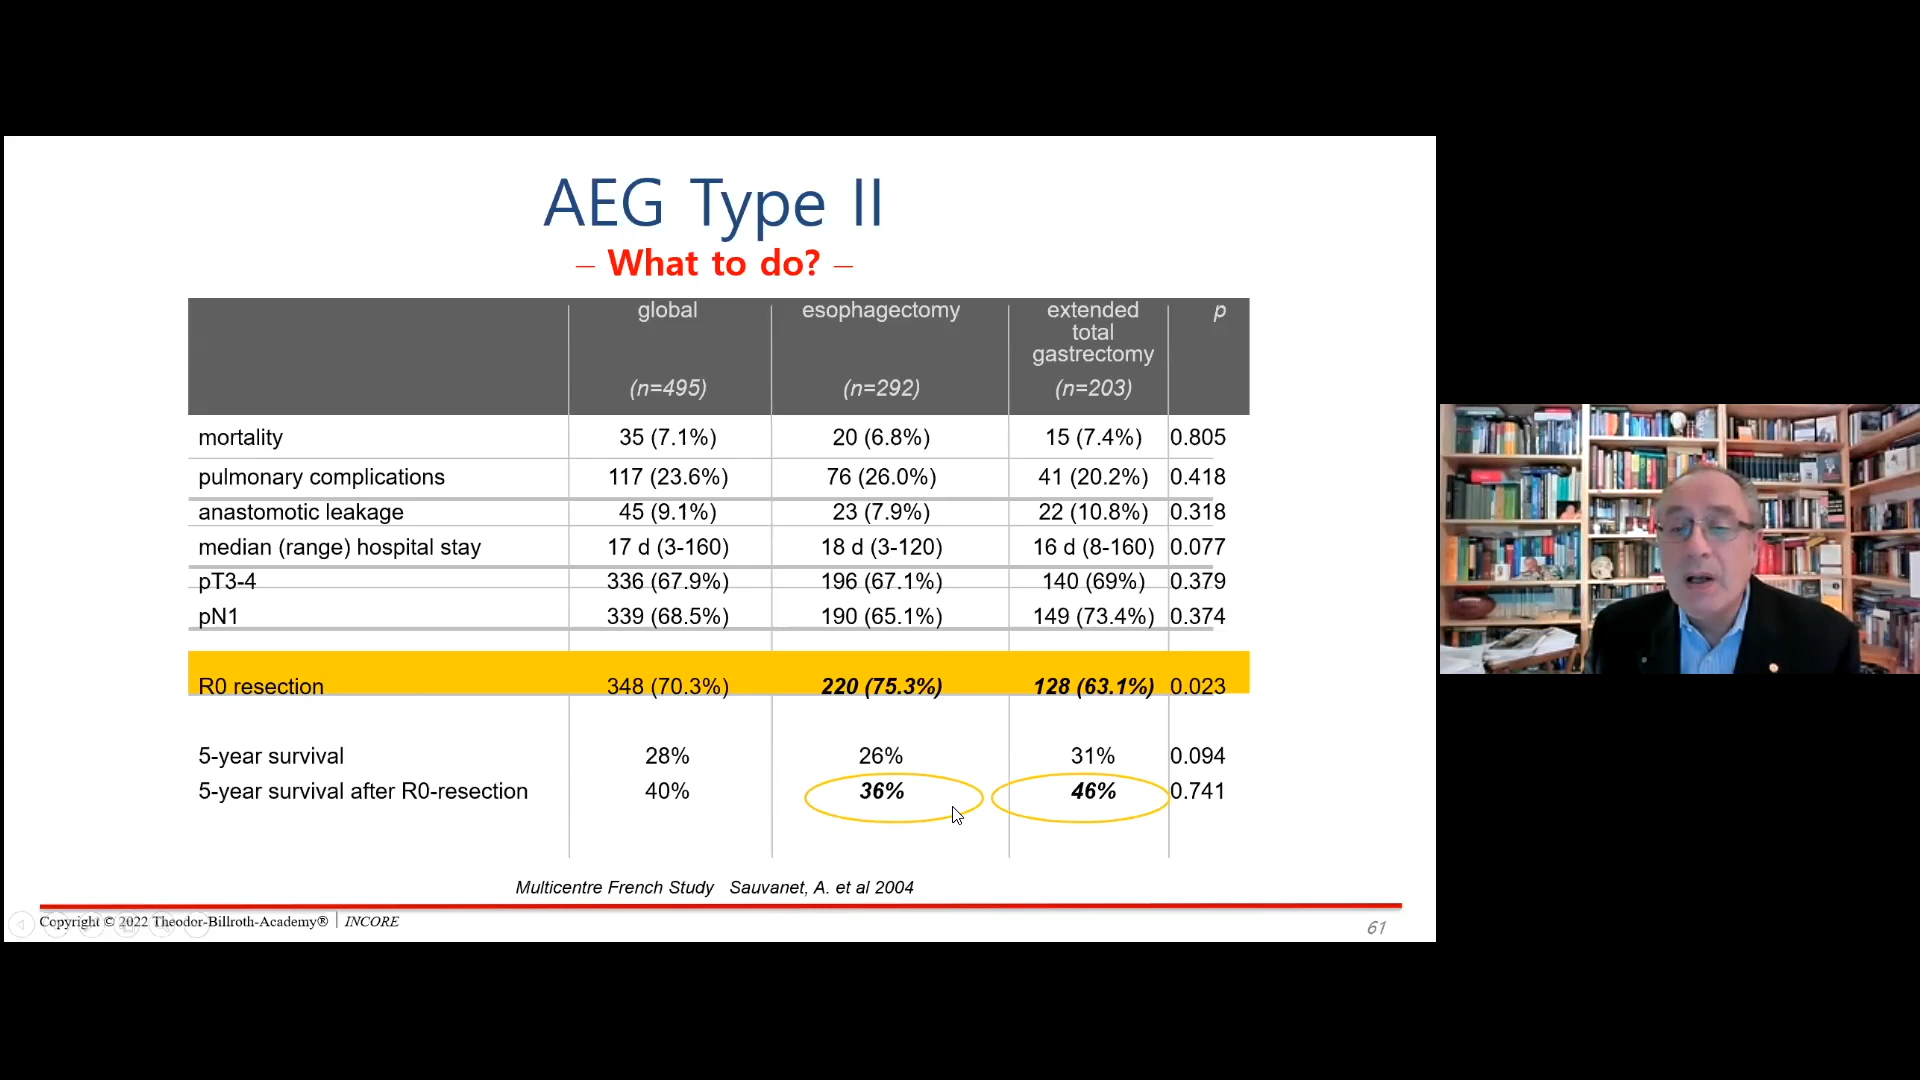 AEG Type II
– What to do? –
global esophagectomy extended total gastrectomy p
(n=495) (n=292) (n=203)
mortality 35 (7.1%) 20 (6.8%) 15 (7.4%) 0.805
pulmonary complications 117 (23.6%) 76 (26.0%) 41 (20.2%) 0.418
anastomotic leakage 45 (9.1%) 23 (7.9%) 22 (10.8%) 0.318
median (range) hospital stay 17 d (3-160) 18 d (3-120) 16 d (8-160) 0.077
pT3-4 336 (67.9%) 196 (67.1%) 140 (69%) 0.379
pN1 339 (68.5%) 190 (65.1%) 149 (73.4%) 0.374
R0 resection 348 (70.3%) 220 (75.3%) 128 (63.1%) 0.023
5-year survival 28% 26% 31% 0.094
5-year survival after R0-resection 40% 36% 46% 0.741
Multicentre French Study Sauvanet, A. et al 2004
Copyright © 2022 Theodor-Billroth-Academy® | INCORE
61